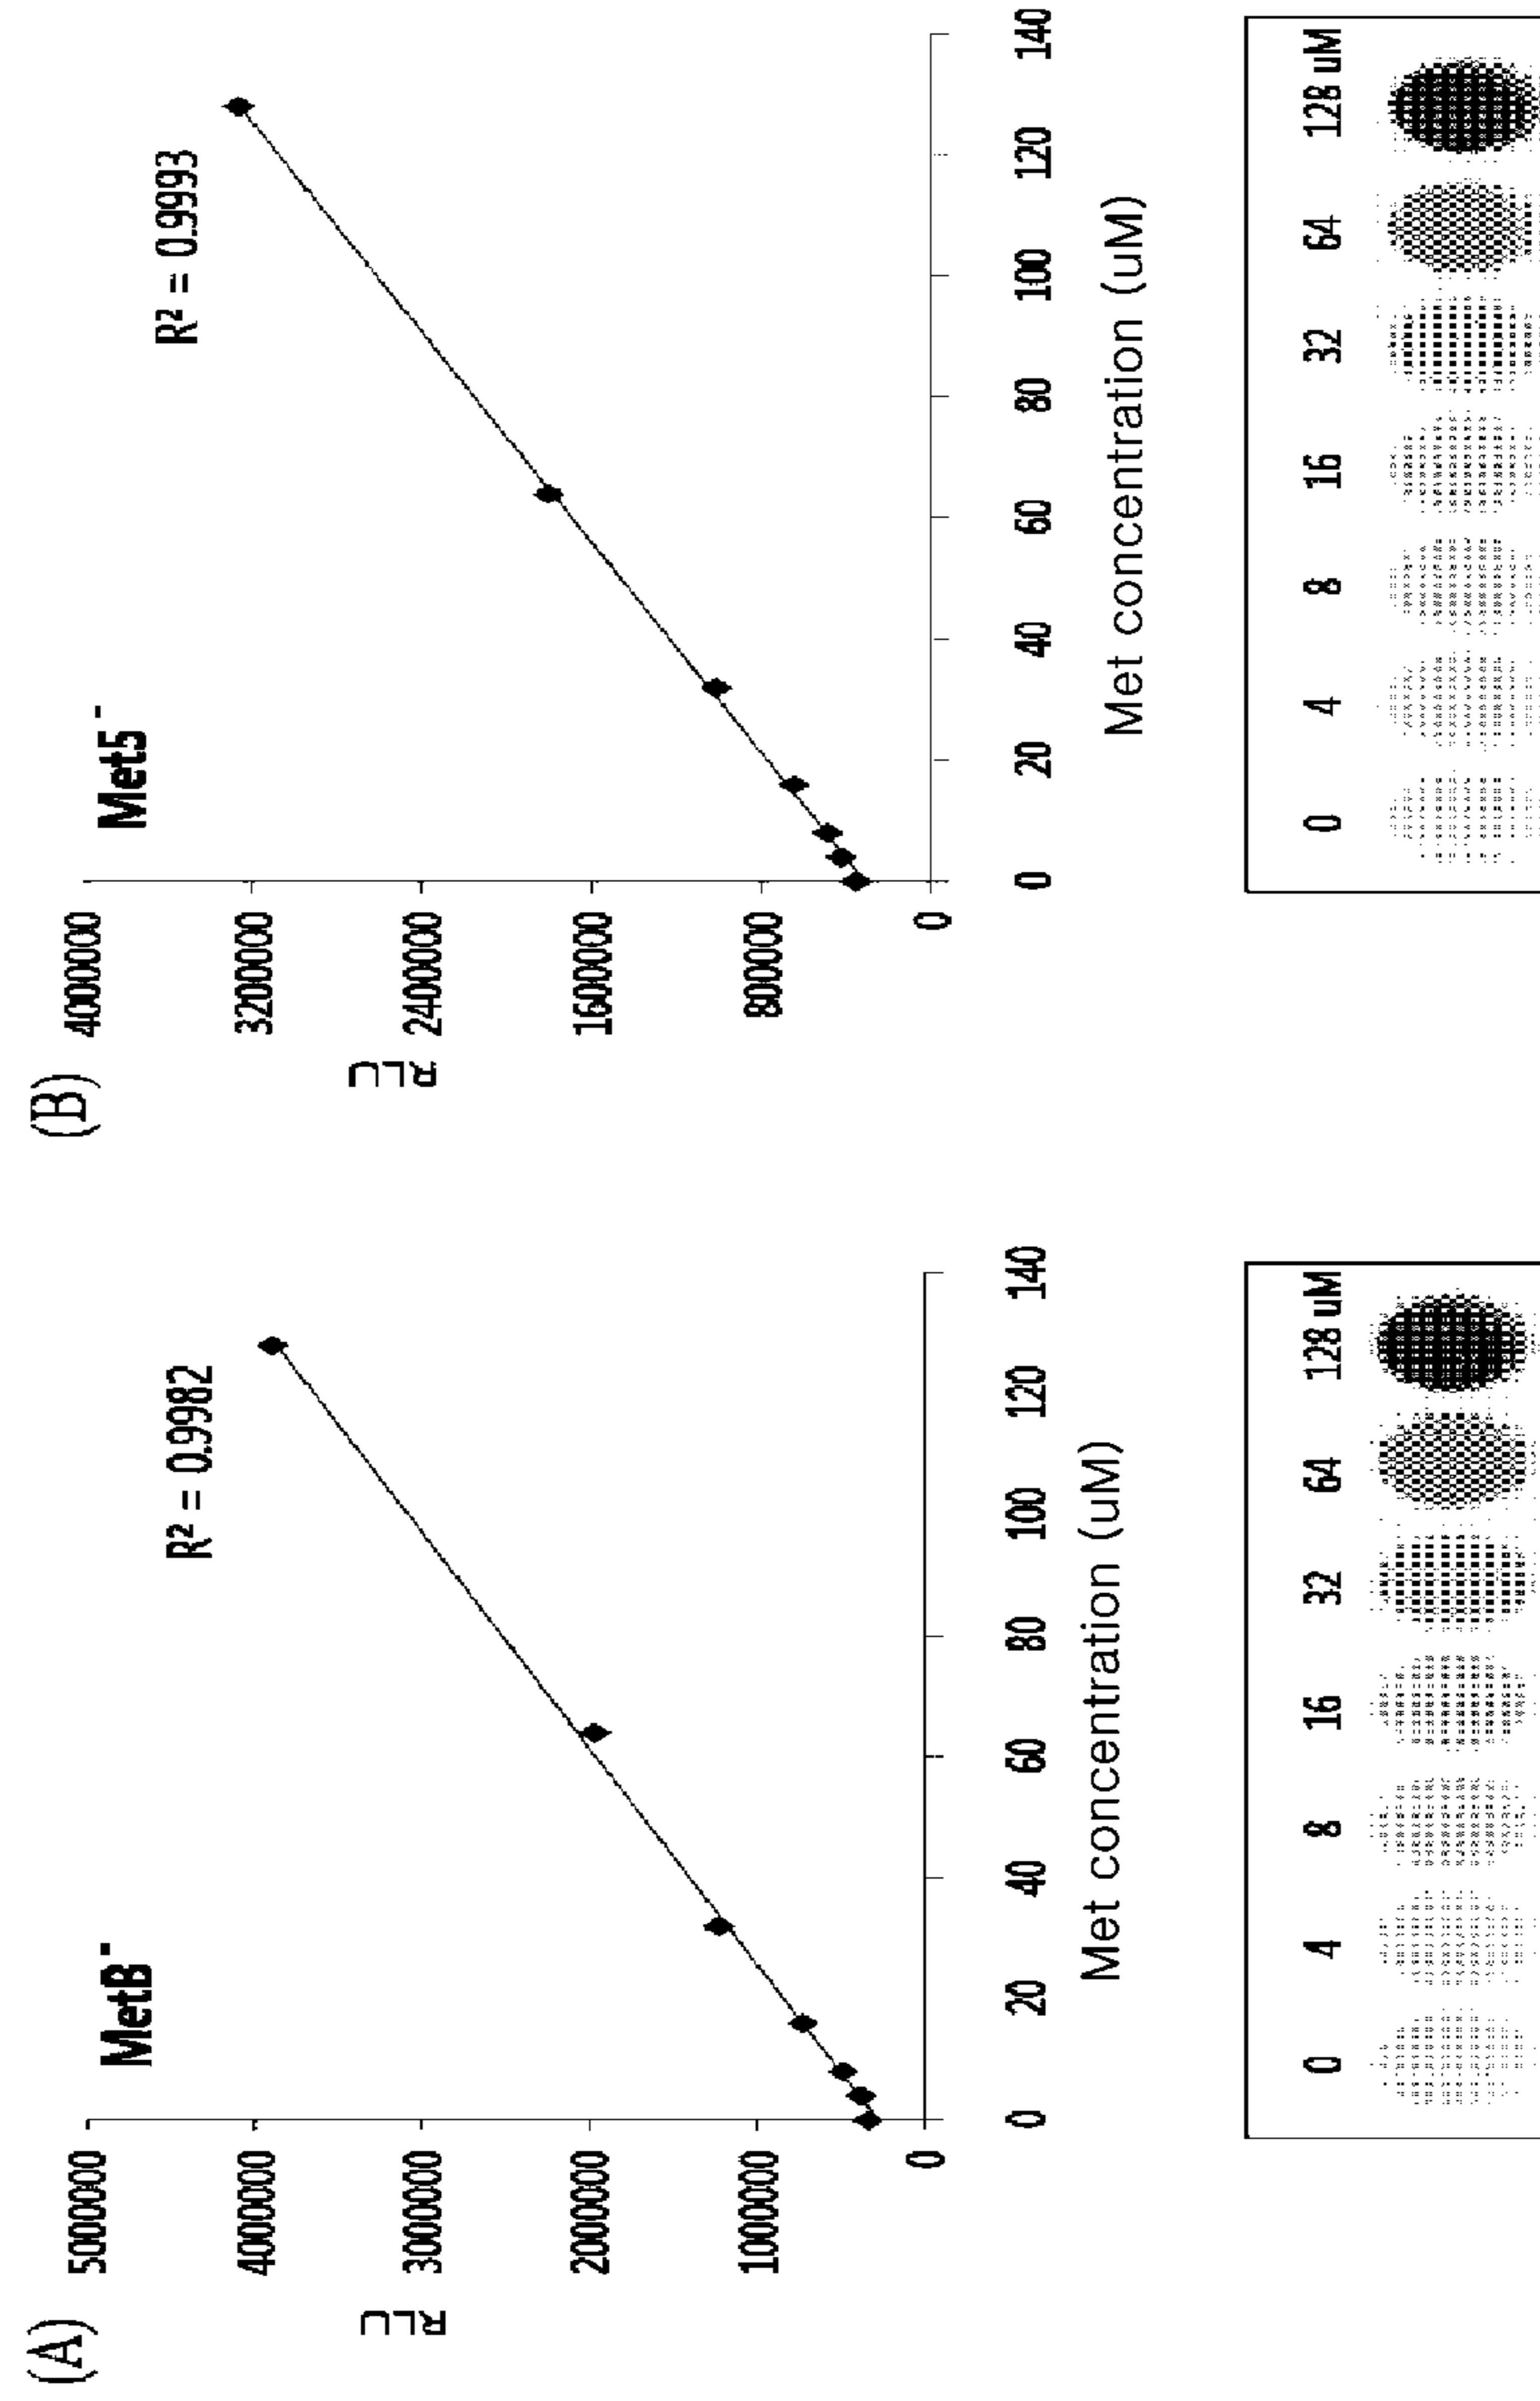 (A)
MetB⁻
R² = 0.9982
5000000
4000000
3000000
2000000
1000000
0
RLU
0 20 40 60 80 100 120 140
Met concentration (uM)
0 4 8 16 32 64 128 uM
(B)
Met5⁻
R² = 0.9993
4000000
3200000
2400000
1600000
800000
0
RLU
0 20 40 60 80 100 120 140
Met concentration (uM)
0 4 8 16 32 64 128 uM